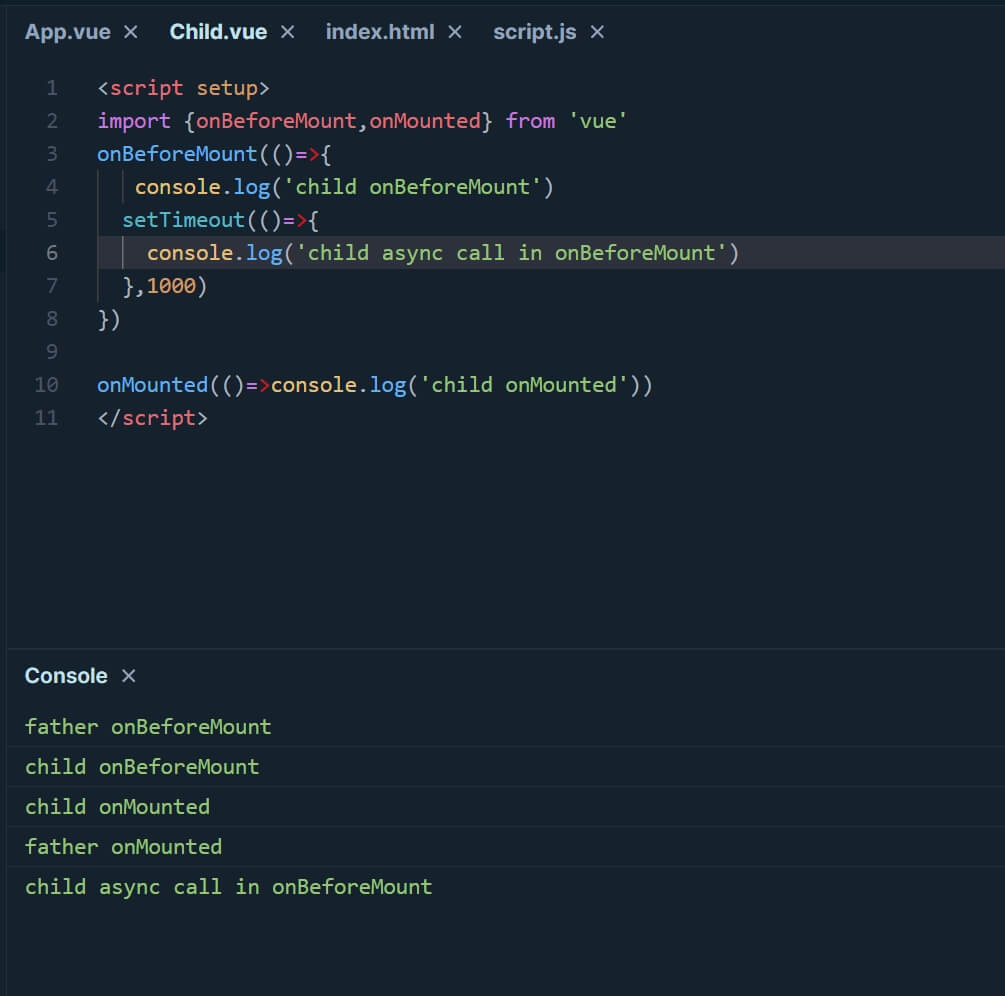 App.vue × Child.vue × index.html × script.js ×
1 <script setup>
2 import {onBeforeMount,onMounted} from 'vue'
3 onBeforeMount(()=>{
4 console.log('child onBeforeMount')
5 setTimeout(()=>{
6 console.log('child async call in onBeforeMount')
7 },1000)
8 })
9
10 onMounted(()=>console.log('child onMounted'))
11 </script>
Console ×
father onBeforeMount
child onBeforeMount
child onMounted
father onMounted
child async call in onBeforeMount